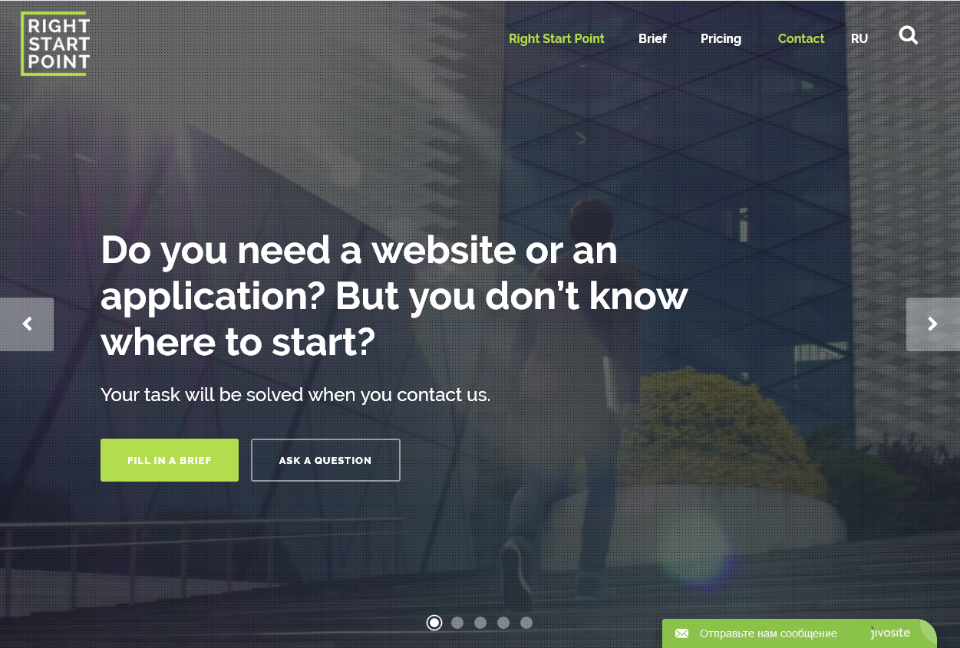 RIGHT
START
POINT
Right Start Point Brief Pricing Contact RU
Do you need a website or an
application? But you don’t know
where to start?
Your task will be solved when you contact us.
FILL IN A BRIEF ASK A QUESTION
Отправьте нам сообщение jivosite